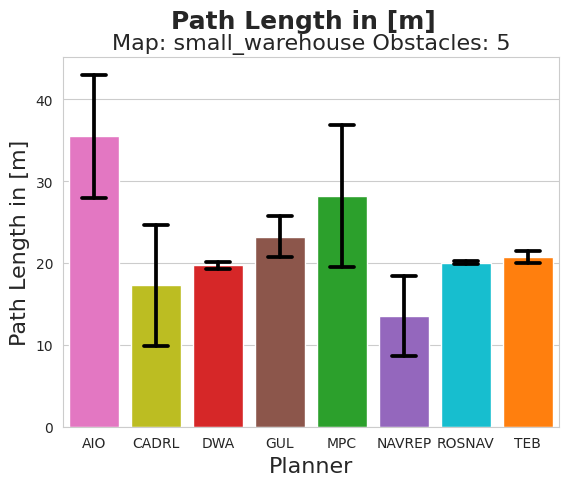 Path Length in [m]
Map: small_warehouse Obstacles: 5
Path Length in [m]
40
30
20
10
0
AIO CADRL DWA GUL MPC NAVREP ROSNAV TEB
Planner